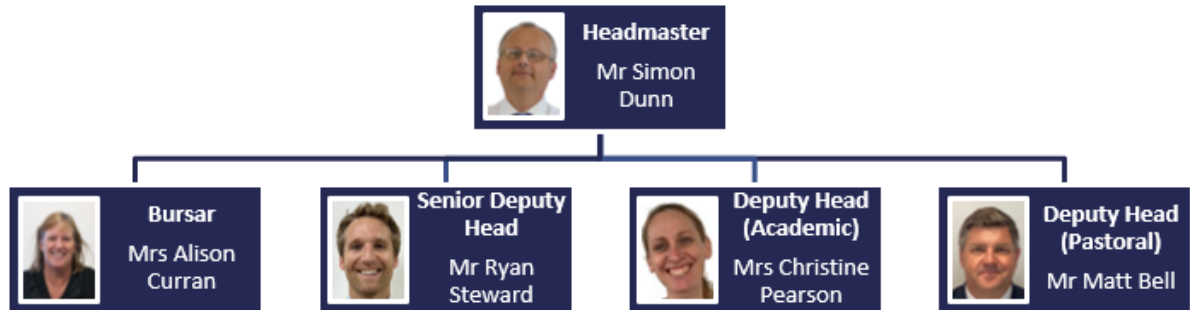 Headmaster
Mr Simon
Dunn
Bursar
Mrs Alison
Curran
Senior Deputy
Head
Mr Ryan
Steward
Deputy Head
(Academic)
Mrs Christine
Pearson
Deputy Head
(Pastoral)
Mr Matt Bell